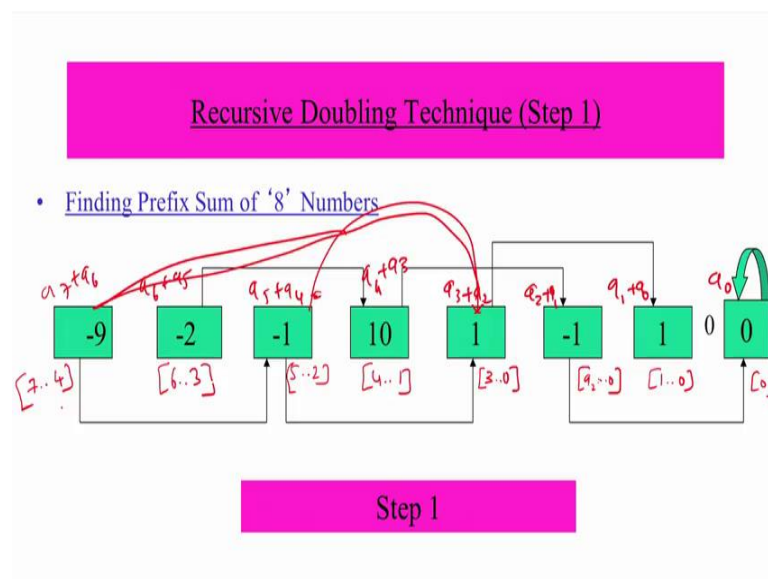 Recursive Doubling Technique (Step 1)
• Finding Prefix Sum of ‘8’ Numbers
a7+a6 a6+a5 a5+a4 a4+a3 a3+a2 a2+a1 a1+a0 a0
-9 -2 -1 10 1 -1 1 0 0
[7..4] [6..3] [5..2] [4..1] [3..0] [a2..0] [1..0] [0
Step 1